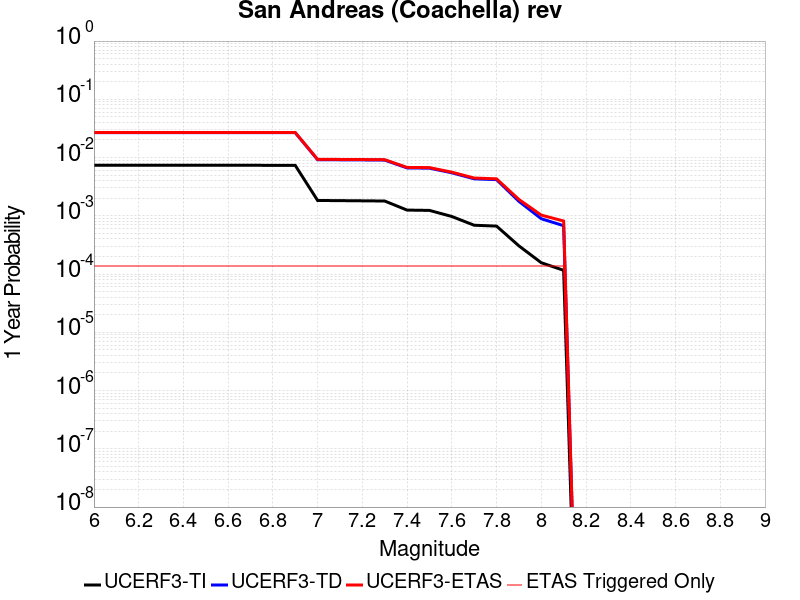 San Andreas (Coachella) rev
10^0
10^-1
10^-2
10^-3
10^-4
10^-5
10^-6
10^-7
10^-8
1 Year Probability
6 6.2 6.4 6.6 6.8 7 7.2 7.4 7.6 7.8 8 8.2 8.4 8.6 8.8 9
Magnitude
UCERF3-TI UCERF3-TD UCERF3-ETAS ETAS Triggered Only